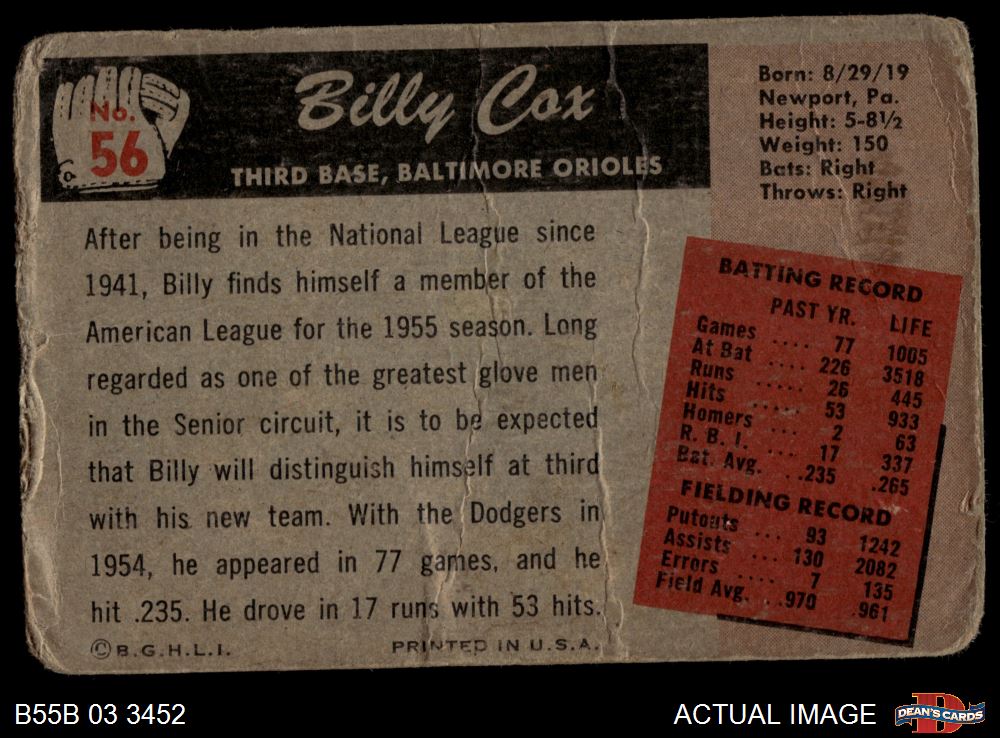 No.
56
Billy Cox
THIRD BASE, BALTIMORE ORIOLES
Born: 8/29/19
Newport, Pa.
Height: 5-8½
Weight: 150
Bats: Right
Throws: Right
After being in the National League since
1941, Billy finds himself a member of the
American League for the 1955 season. Long
regarded as one of the greatest glove men
in the Senior circuit, it is to be expected
that Billy will distinguish himself at third
with his new team. With the Dodgers in
1954, he appeared in 77 games, and he
hit .235. He drove in 17 runs with 53 hits.
©B.G.H.L.I.
PRINTED IN U.S.A.
BATTING RECORD
PAST YR. LIFE
Games .... 77 1005
At Bat .... 226 3518
Runs ..... 26 445
Hits ..... 53 933
Homers ... 2 63
R. B. I. ... 17 337
Bat. Avg. ..235 .265
FIELDING RECORD
Putouts ... 93 1242
Assists ... 130 2082
Errors .... 7 135
Field Avg. ..970 .961
B55B 03 3452
ACTUAL IMAGE
D
DEAN'S CARDS